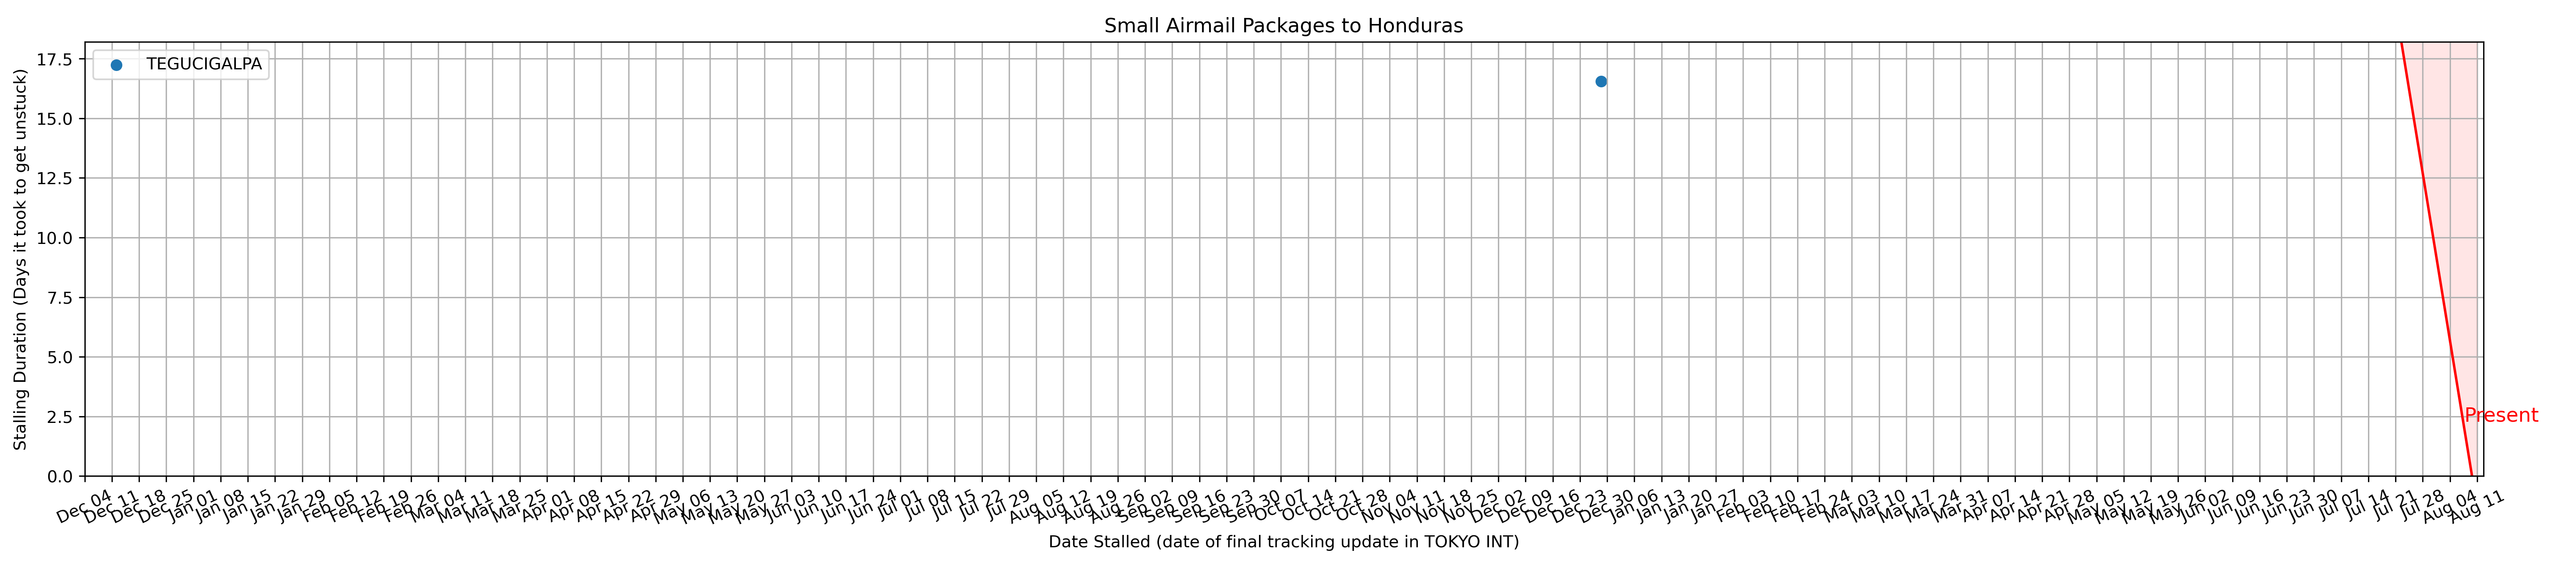 Small Airmail Packages to Honduras
TEGUCIGALPA
Stalling Duration (Days it took to get unstuck)
17.5
15.0
12.5
10.0
7.5
5.0
2.5
0.0
Present
Dec 04
Dec 11
Dec 18
Dec 25
Jan 01
Jan 08
Jan 15
Jan 22
Jan 29
Feb 05
Feb 12
Feb 19
Feb 26
Mar 04
Mar 11
Mar 18
Mar 25
Apr 01
Apr 08
Apr 15
Apr 22
Apr 29
May 06
May 13
May 20
May 27
Jun 03
Jun 10
Jun 17
Jun 24
Jul 01
Jul 08
Jul 15
Jul 22
Jul 29
Aug 05
Aug 12
Aug 19
Aug 26
Sep 02
Sep 09
Sep 16
Sep 23
Sep 30
Oct 07
Oct 14
Oct 21
Oct 28
Nov 04
Nov 11
Nov 18
Nov 25
Dec 02
Dec 09
Dec 16
Dec 23
Dec 30
Jan 06
Jan 13
Jan 20
Jan 27
Feb 03
Feb 10
Feb 17
Feb 24
Mar 03
Mar 10
Mar 17
Mar 24
Mar 31
Apr 07
Apr 14
Apr 21
Apr 28
May 05
May 12
May 19
May 26
Jun 02
Jun 09
Jun 16
Jun 23
Jun 30
Jul 07
Jul 14
Jul 21
Jul 28
Aug 04
Aug 11
Date Stalled (date of final tracking update in TOKYO INT)